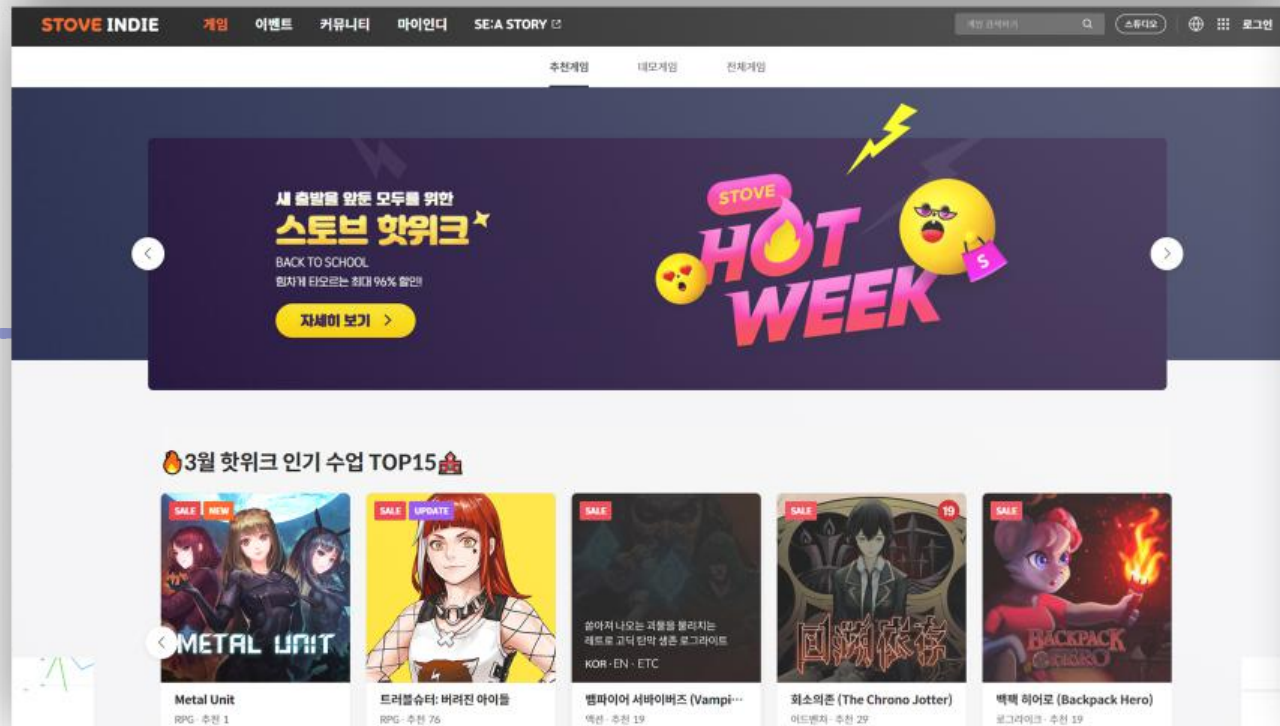 STOVE INDIE 게임 이벤트 커뮤니티 마이인디 SE:A STORY 게임 검색하기 스튜디오 로그인
추천게임 데모게임 전체게임
새 출발을 앞둔 모두를 위한
스토브 핫위크
BACK TO SCHOOL
힘차게 타오르는 최대 96% 할인!
자세히 보기
STOVE
HOT
WEEK
S
3월 핫위크 인기 수업 TOP15
SALE NEW
METAL UNIT
Metal Unit
RPG · 추천 1
SALE UPDATE
트러블슈터: 버려진 아이들
RPG · 추천 76
SALE
쏟아져 나오는 괴물을 물리치는
레트로 고딕 탄막 생존 로그라이트
KOR · EN · ETC
뱀파이어 서바이버즈 (Vampi···
액션 · 추천 19
SALE 19
回溯依存
회소의존 (The Chrono Jotter)
어드벤처 · 추천 29
SALE
BACKPACK
HERO
백팩 히어로 (Backpack Hero)
로그라이크 · 추천 19